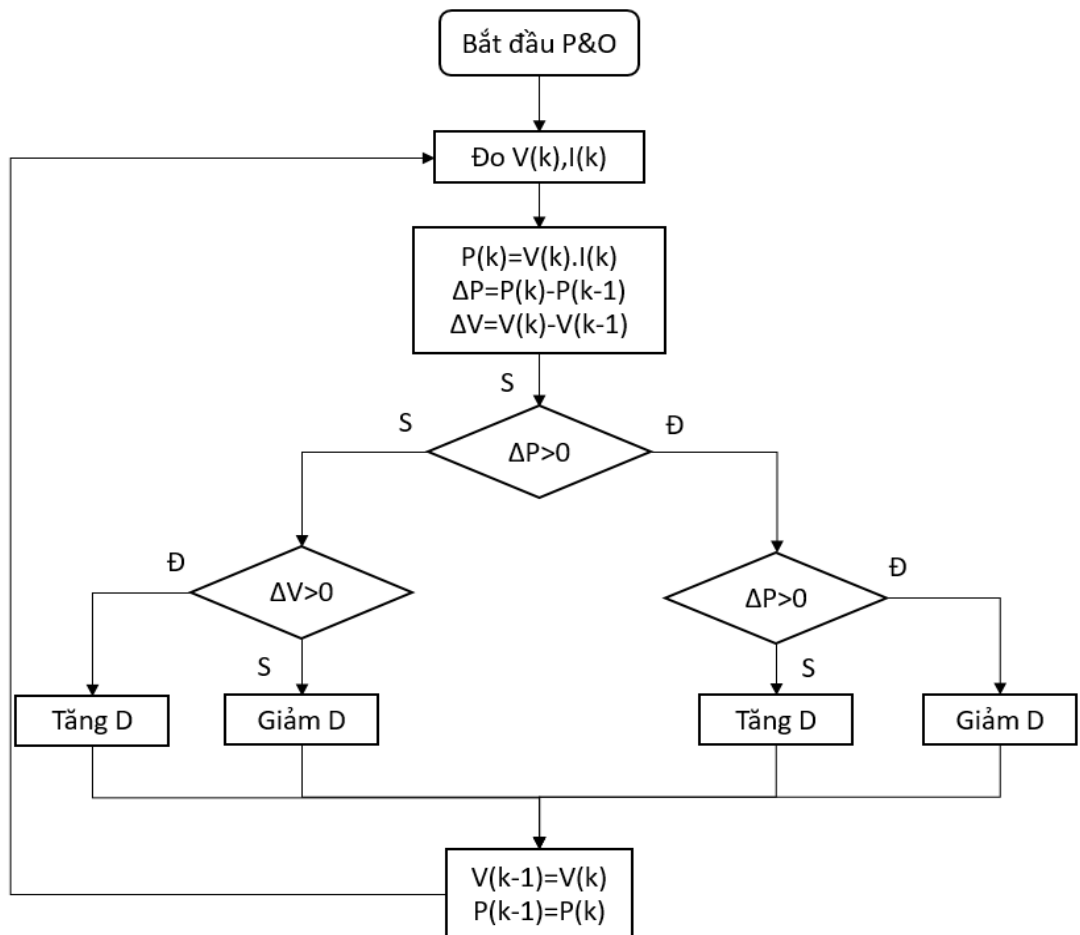 Bắt đầu P&O
Đo V(k),I(k)
P(k)=V(k).I(k)
ΔP=P(k)-P(k-1)
ΔV=V(k)-V(k-1)
S
S
ΔP>0
Đ
Đ
ΔV>0
S
ΔP>0
Đ
S
Tăng D
Giảm D
Tăng D
Giảm D
V(k-1)=V(k)
P(k-1)=P(k)